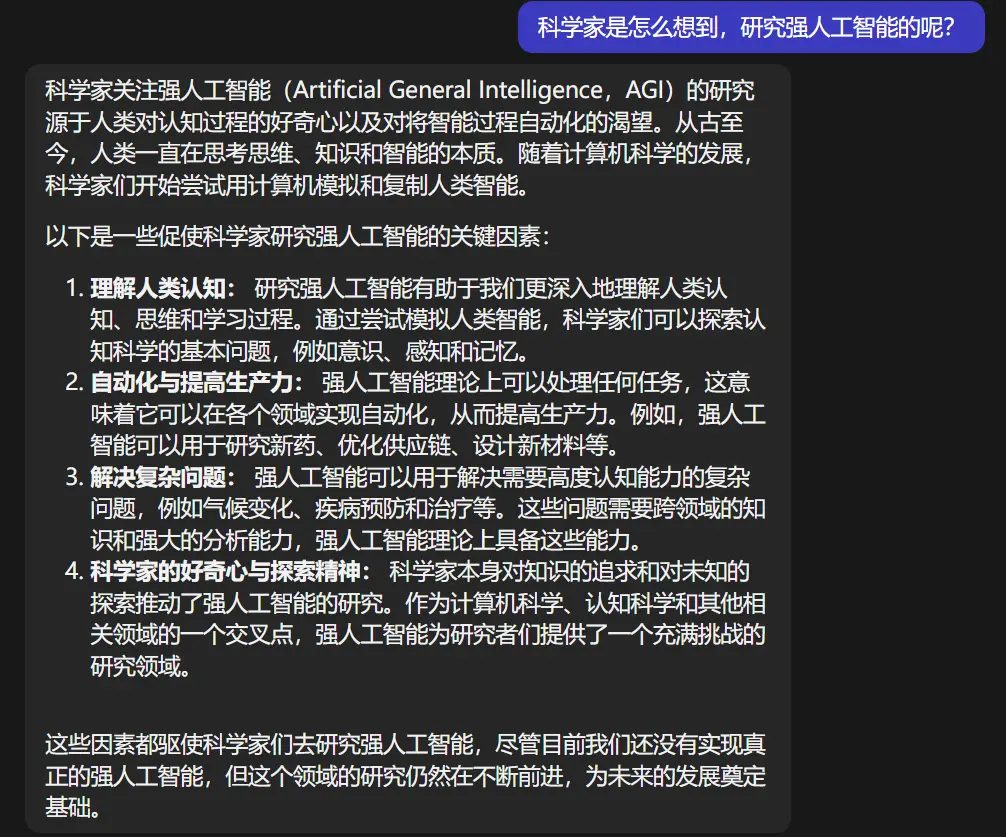 科学家是怎么想到，研究强人工智能的呢？
科学家关注强人工智能（Artificial General Intelligence，AGI）的研究
源于人类对认知过程的好奇心以及对将智能过程自动化的渴望。从古至
今，人类一直在思考思维、知识和智能的本质。随着计算机科学的发展，
科学家们开始尝试用计算机模拟和复制人类智能。
以下是一些促使科学家研究强人工智能的关键因素：
1. 理解人类认知： 研究强人工智能有助于我们更深入地理解人类认
知、思维和学习过程。通过尝试模拟人类智能，科学家们可以探索认
知科学的基本问题，例如意识、感知和记忆。
2. 自动化与提高生产力： 强人工智能理论上可以处理任何任务，这意
味着它可以在各个领域实现自动化，从而提高生产力。例如，强人工
智能可以用于研究新药、优化供应链、设计新材料等。
3. 解决复杂问题： 强人工智能可以用于解决需要高度认知能力的复杂
问题，例如气候变化、疾病预防和治疗等。这些问题需要跨领域的知
识和强大的分析能力，强人工智能理论上具备这些能力。
4. 科学家的好奇心与探索精神： 科学家本身对知识的追求和对未知的
探索推动了强人工智能的研究。作为计算机科学、认知科学和其他相
关领域的一个交叉点，强人工智能为研究者们提供了一个充满挑战的
研究领域。
这些因素都驱使科学家们去研究强人工智能，尽管目前我们还没有实现真
正的强人工智能，但这个领域的研究仍然在不断前进，为未来的发展奠定
基础。